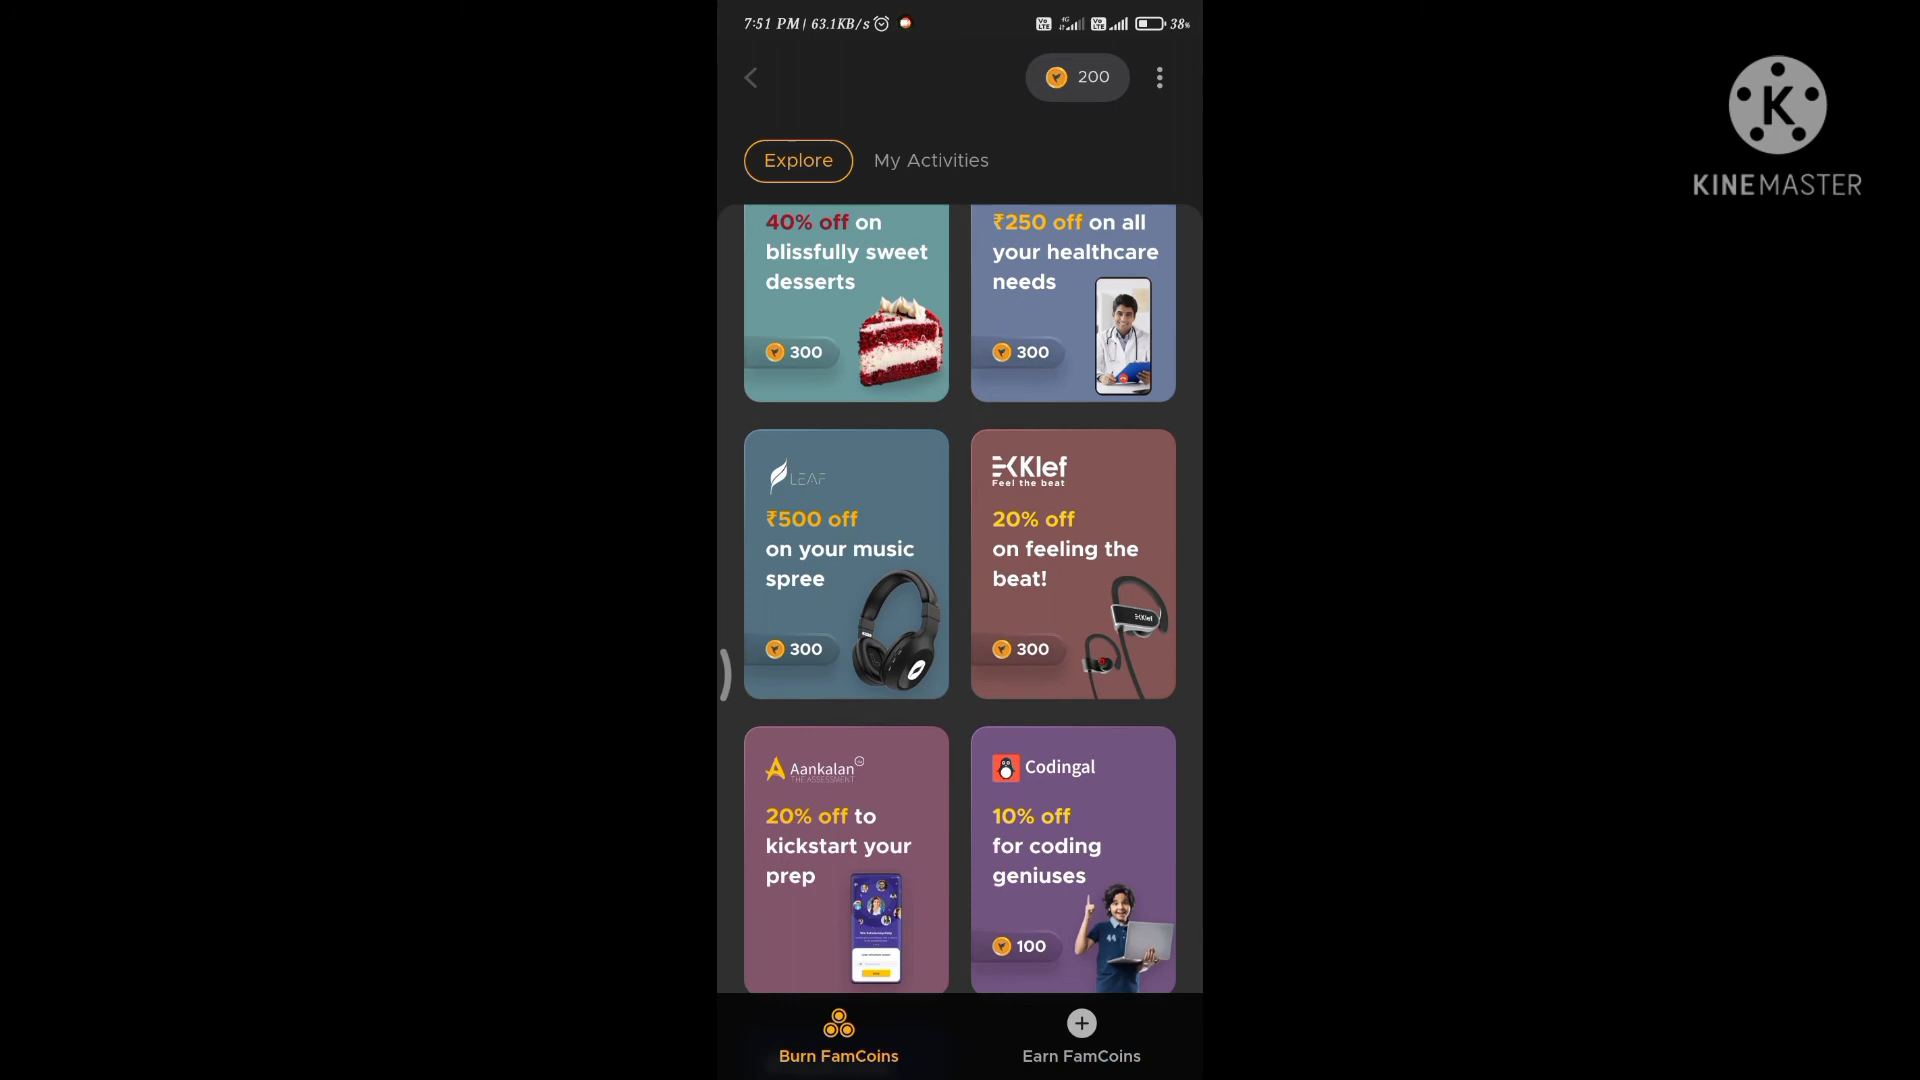 7:51 PM| 63.1KB/s
4G
38%
200
KINEMASTER
Explore
My Activities
40% off on
blissfully sweet
desserts
300
₹250 off on all
your healthcare
needs
300
LEAF
₹500 off
on your music
spree
300
Klef
Feel the beat
20% off
on feeling the
beat!
300
Aankalan
THE ASSESSMENT
20% off to
kickstart your
prep
Codingal
10% off
for coding
geniuses
100
Burn FamCoins
Earn FamCoins